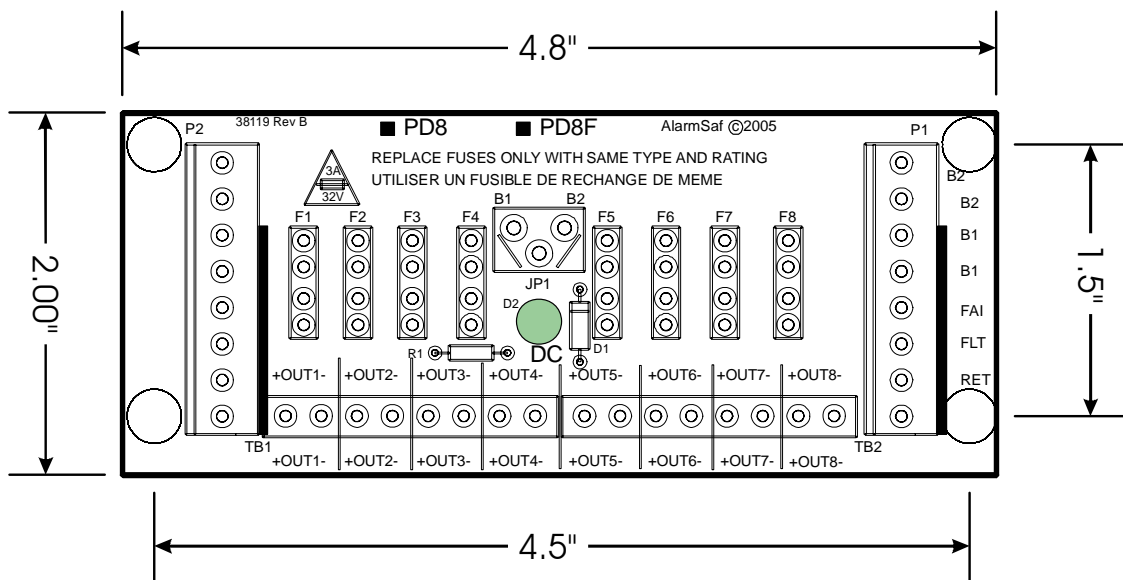 4.8"
P2
38119 Rev B
PD8
PD8F
AlarmSaf ©2005
P1
REPLACE FUSES ONLY WITH SAME TYPE AND RATING
UTILISER UN FUSIBLE DE RECHANGE DE MEME
3A
32V
B1 B2
F1 F2 F3 F4 F5 F6 F7 F8
JP1
D2
DC
D1
R1
B2
B2
B1
B1
FAI
FLT
RET
2.00"
1.5"
+OUT1- +OUT2- +OUT3- +OUT4- +OUT5- +OUT6- +OUT7- +OUT8-
TB1 TB2
+OUT1- +OUT2- +OUT3- +OUT4- +OUT5- +OUT6- +OUT7- +OUT8-
4.5"